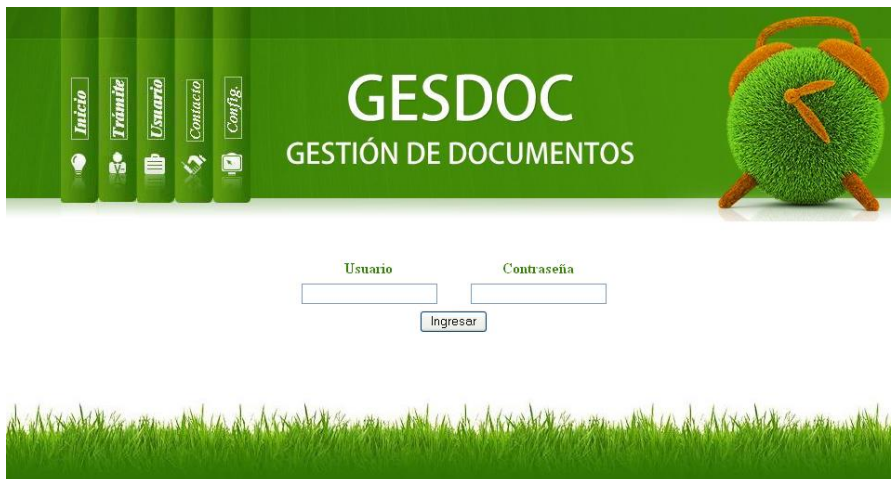 Inicio
Trámite
Usuario
Contacto
Config.
GESDOC
GESTIÓN DE DOCUMENTOS
Usuario Contraseña
Ingresar